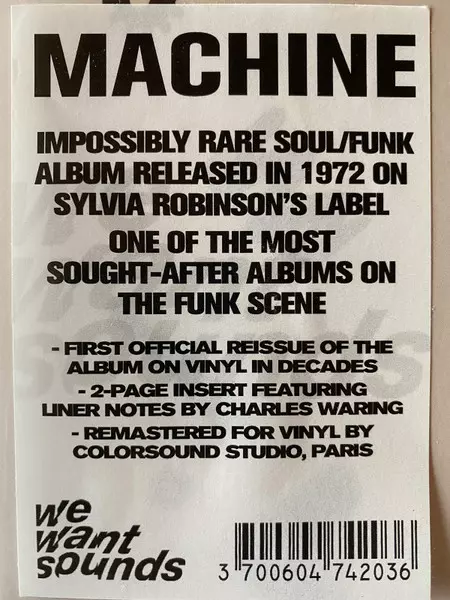 MACHINE
IMPOSSIBLY RARE SOUL/FUNK
ALBUM RELEASED IN 1972 ON
SYLVIA ROBINSON'S LABEL
ONE OF THE MOST
SOUGHT-AFTER ALBUMS ON
THE FUNK SCENE
- FIRST OFFICIAL REISSUE OF THE
ALBUM ON VINYL IN DECADES
- 2-PAGE INSERT FEATURING
LINER NOTES BY CHARLES WARING
- REMASTERED FOR VINYL BY
COLORSOUND STUDIO, PARIS
we
want
sounds
3 700604 742036